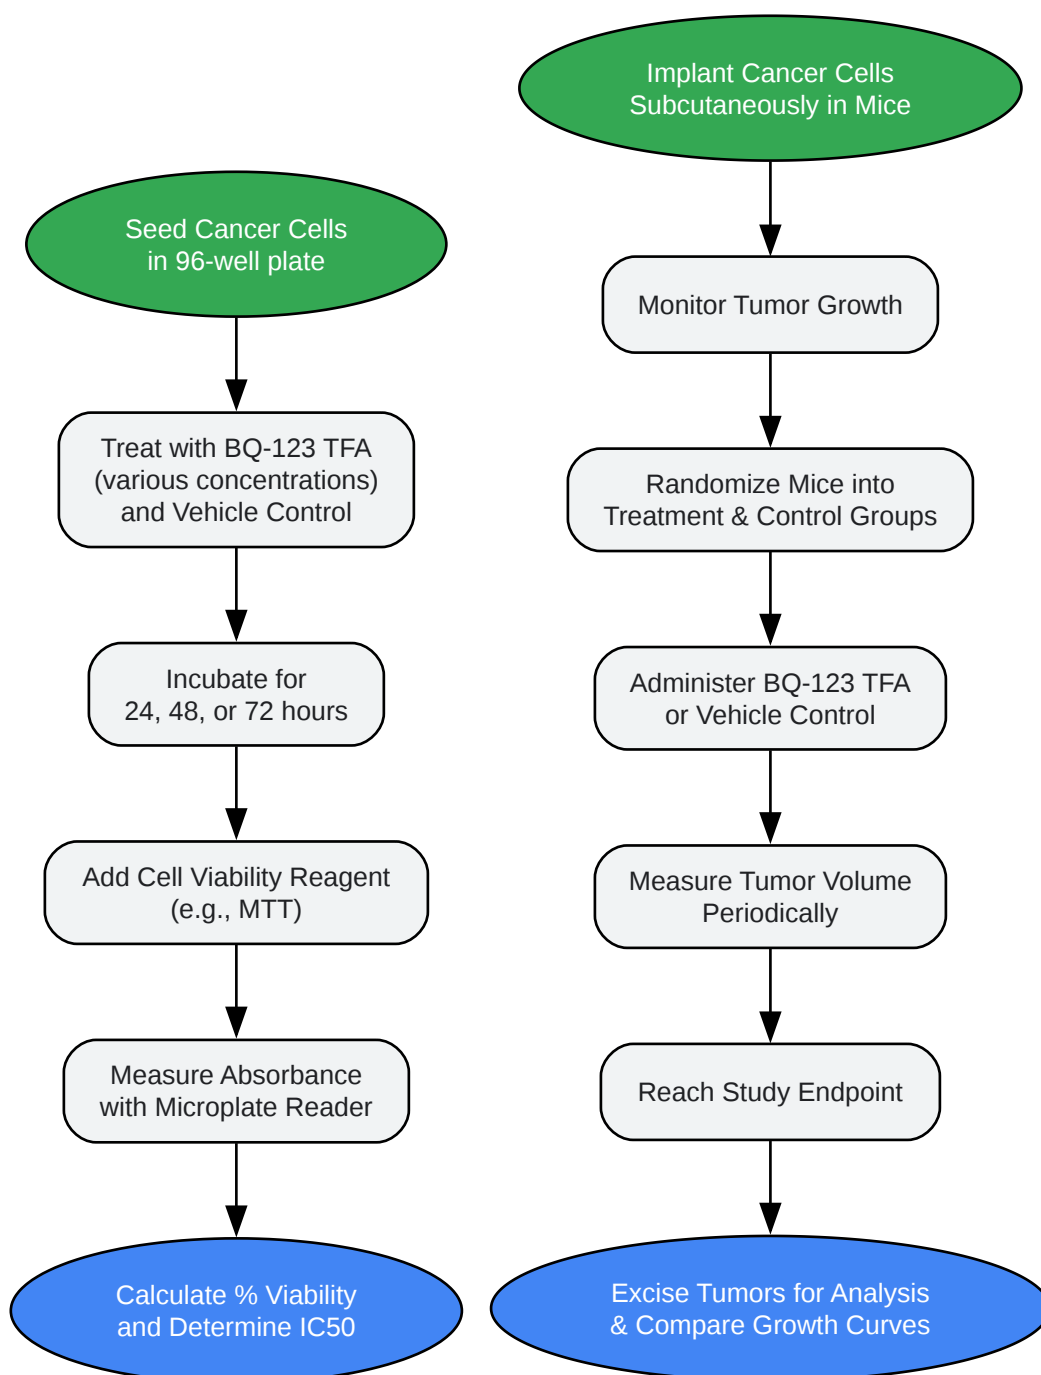 Seed Cancer Cells
in 96-well plate
Treat with BQ-123 TFA
(various concentrations)
and Vehicle Control
Incubate for
24, 48, or 72 hours
Add Cell Viability Reagent
(e.g., MTT)
Measure Absorbance
with Microplate Reader
Calculate % Viability
and Determine IC50
Implant Cancer Cells
Subcutaneously in Mice
Monitor Tumor Growth
Randomize Mice into
Treatment & Control Groups
Administer BQ-123 TFA
or Vehicle Control
Measure Tumor Volume
Periodically
Reach Study Endpoint
Excise Tumors for Analysis
& Compare Growth Curves